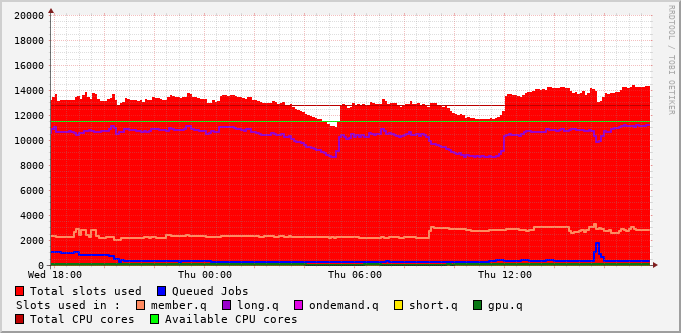 RRDTOOL / TOBI OETIKER
20000
18000
16000
14000
12000
10000
8000
6000
4000
2000
0
Wed 18:00 Thu 00:00 Thu 06:00 Thu 12:00
Total slots used Queued Jobs
Slots used in : member.q long.q ondemand.q short.q gpu.q
Total CPU cores Available CPU cores